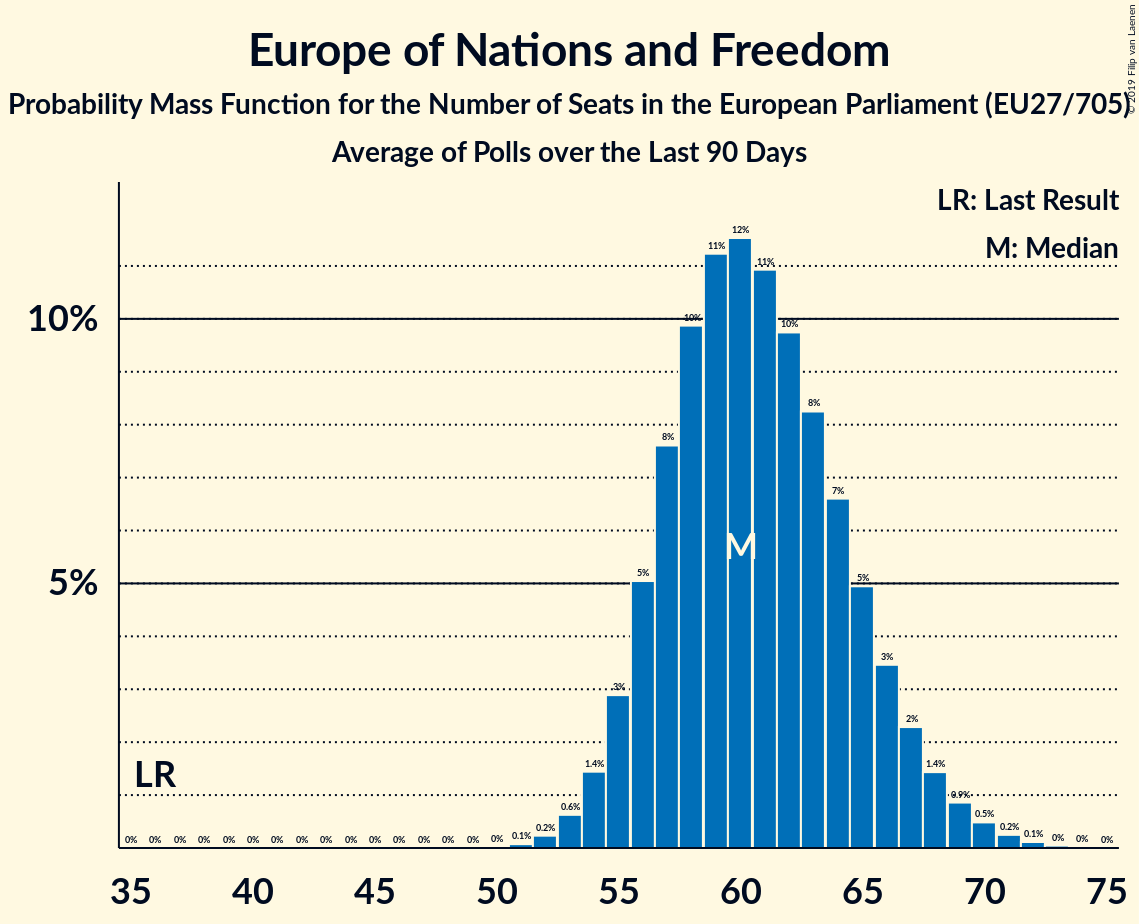 Europe of Nations and Freedom
Probability Mass Function for the Number of Seats in the European Parliament (EU27/705)
Average of Polls over the Last 90 Days
© 2019 Filip van Laenen
LR: Last Result
M: Median
10%
5%
LR
M
0% 0% 0% 0% 0% 0% 0% 0% 0% 0% 0% 0% 0% 0% 0% 0% 0.1% 0.2% 0.6% 1.4% 3% 5% 8% 10% 11% 12% 11% 10% 8% 7% 5% 3% 2% 1.4% 0.9% 0.5% 0.2% 0.1% 0% 0% 0%
35 40 45 50 55 60 65 70 75